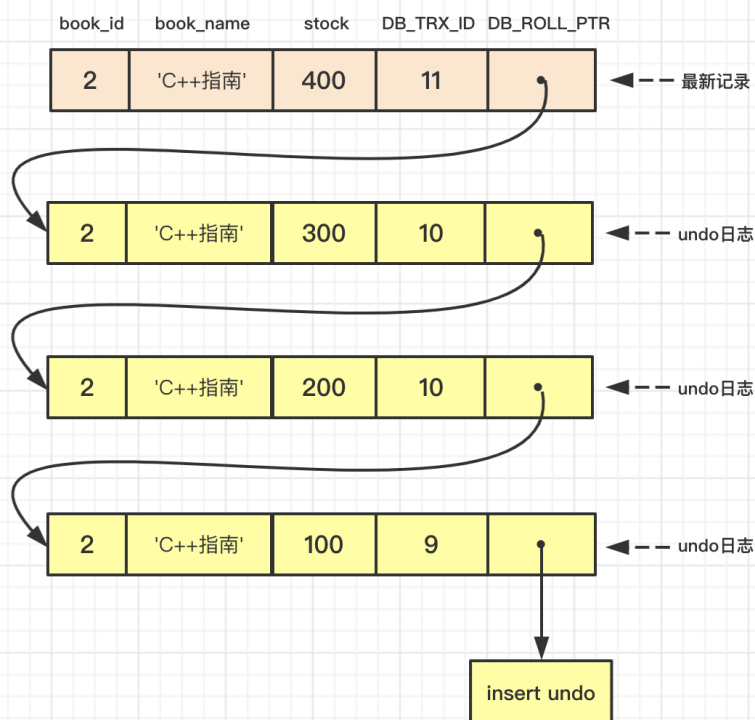 book_id book_name stock DB_TRX_ID DB_ROLL_PTR
2 'C++指南' 400 11 最新记录
2 'C++指南' 300 10 undo日志
2 'C++指南' 200 10 undo日志
2 'C++指南' 100 9 undo日志
insert undo